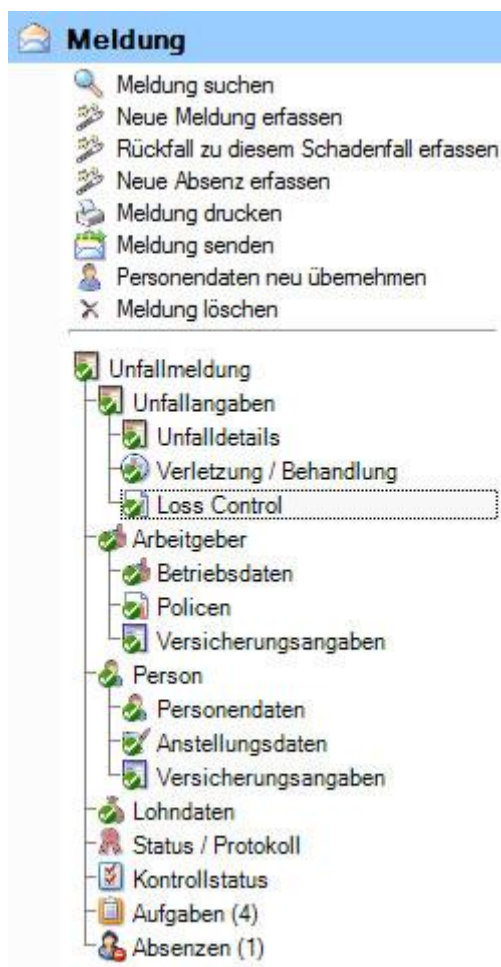 Meldung
Meldung suchen
Neue Meldung erfassen
Rückfall zu diesem Schadenfall erfassen
Neue Absenz erfassen
Meldung drucken
Meldung senden
Personendaten neu übernehmen
Meldung löschen
Unfallmeldung
Unfallangaben
Unfalldetails
Verletzung / Behandlung
Loss Control
Arbeitgeber
Betriebsdaten
Policen
Versicherungsangaben
Person
Personendaten
Anstellungsdaten
Versicherungsangaben
Lohndaten
Status / Protokoll
Kontrollstatus
Aufgaben (4)
Absenzen (1)